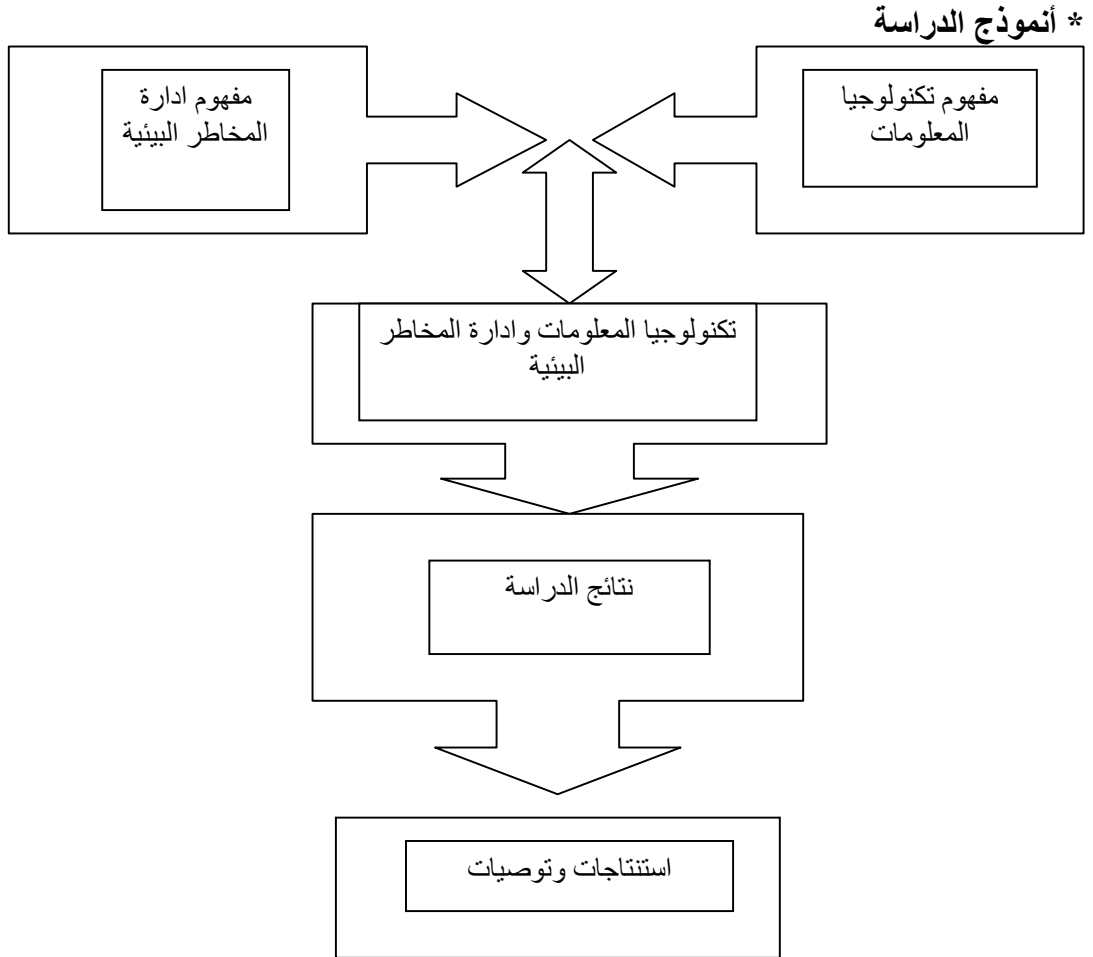 * أنموذج الدراسة
مفهوم تكنولوجيا
المعلومات
مفهوم ادارة
المخاطر البيئية
تكنولوجيا المعلومات وادارة المخاطر
البيئية
نتائج الدراسة
استنتاجات وتوصيات